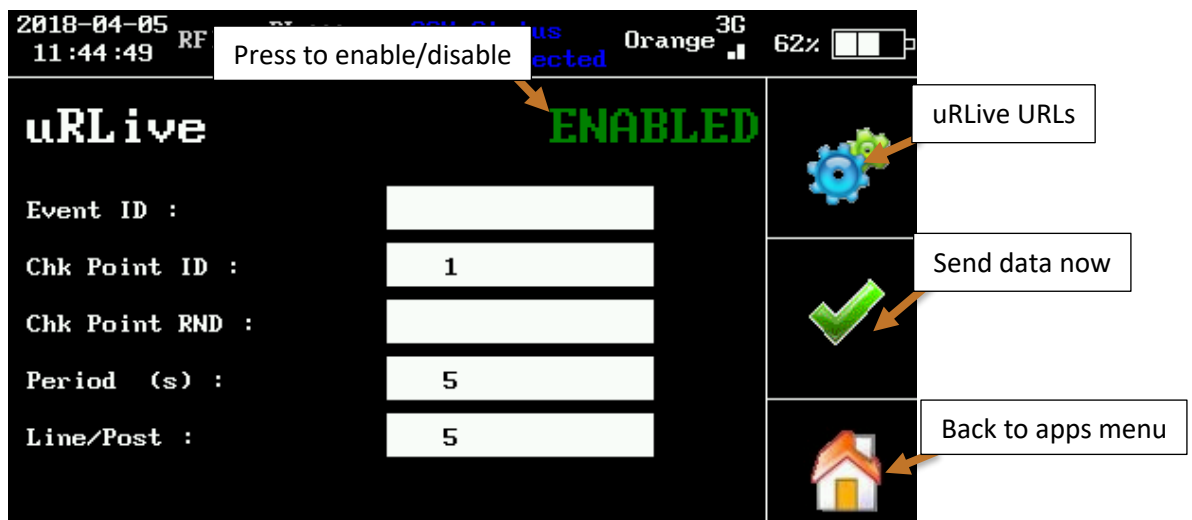 2018-04-05
11:44:49
RF
Orange 3G
62%
Press to enable/disable
uRLive
ENABLED
uRLive URLs
Event ID :
Chk Point ID : 1
Send data now
Chk Point RND :
Period (s) : 5
Line/Post : 5
Back to apps menu